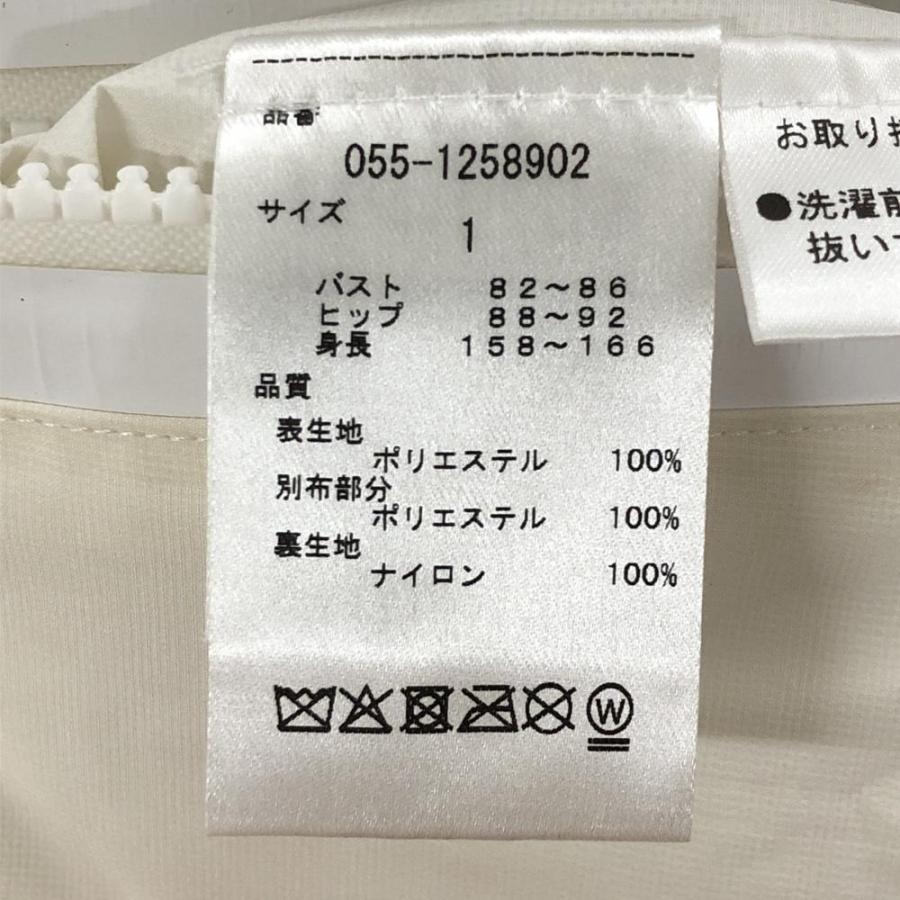 品番
055-1258902
サイズ
1
バスト 82～86
ヒップ 88～92
身長 158～166
品質
表生地
ポリエステル 100%
別布部分
ポリエステル 100%
裏生地
ナイロン 100%
W
お取り扱
●洗濯前
抜いて